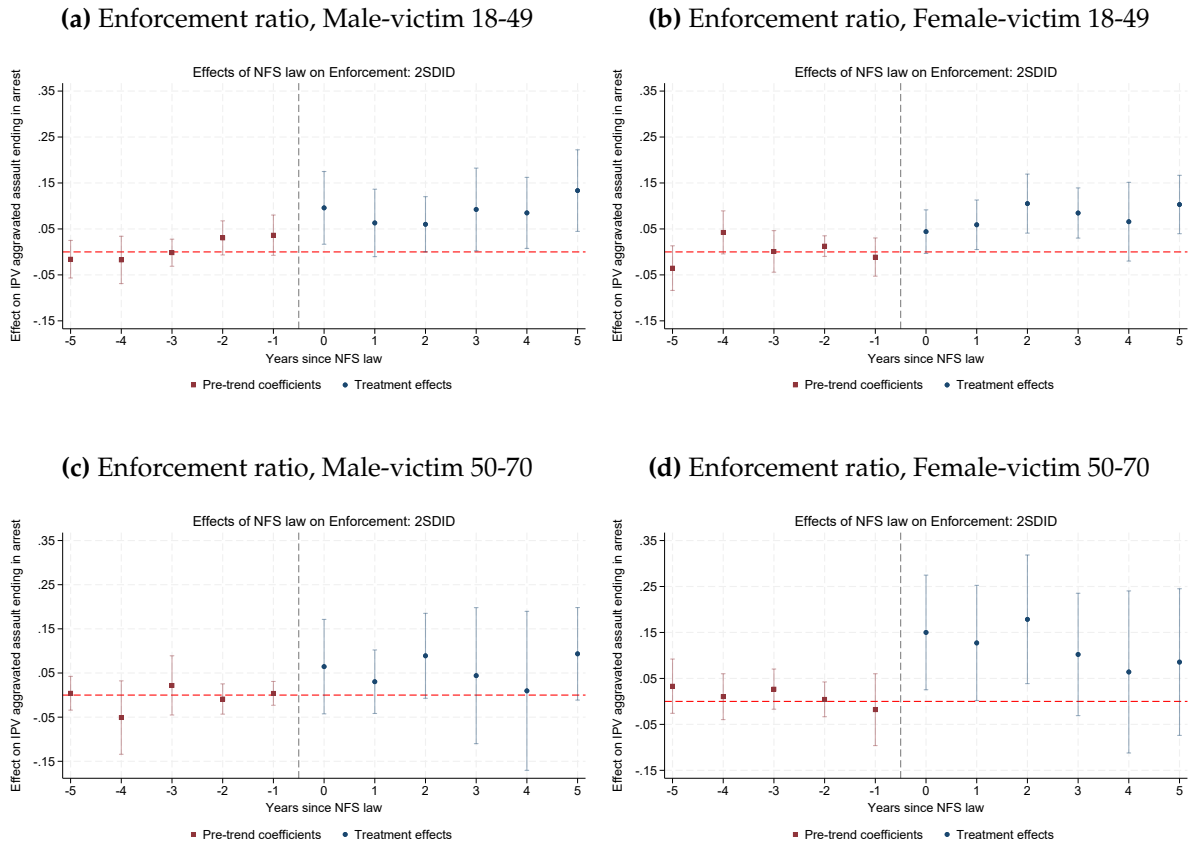 (a) Enforcement ratio, Male-victim 18-49
Effects of NFS law on Enforcement: 2SDID
Effect on IPV aggravated assault ending in arrest
.35
.25
.15
.05
-.05
-.15
-5 -4 -3 -2 -1 0 1 2 3 4 5
Years since NFS law
Pre-trend coefficients Treatment effects
(b) Enforcement ratio, Female-victim 18-49
Effects of NFS law on Enforcement: 2SDID
Effect on IPV aggravated assault ending in arrest
.35
.25
.15
.05
-.05
-.15
-5 -4 -3 -2 -1 0 1 2 3 4 5
Years since NFS law
Pre-trend coefficients Treatment effects
(c) Enforcement ratio, Male-victim 50-70
Effects of NFS law on Enforcement: 2SDID
Effect on IPV aggravated assault ending in arrest
.35
.25
.15
.05
-.05
-.15
-5 -4 -3 -2 -1 0 1 2 3 4 5
Years since NFS law
Pre-trend coefficients Treatment effects
(d) Enforcement ratio, Female-victim 50-70
Effects of NFS law on Enforcement: 2SDID
Effect on IPV aggravated assault ending in arrest
.35
.25
.15
.05
-.05
-.15
-5 -4 -3 -2 -1 0 1 2 3 4 5
Years since NFS law
Pre-trend coefficients Treatment effects